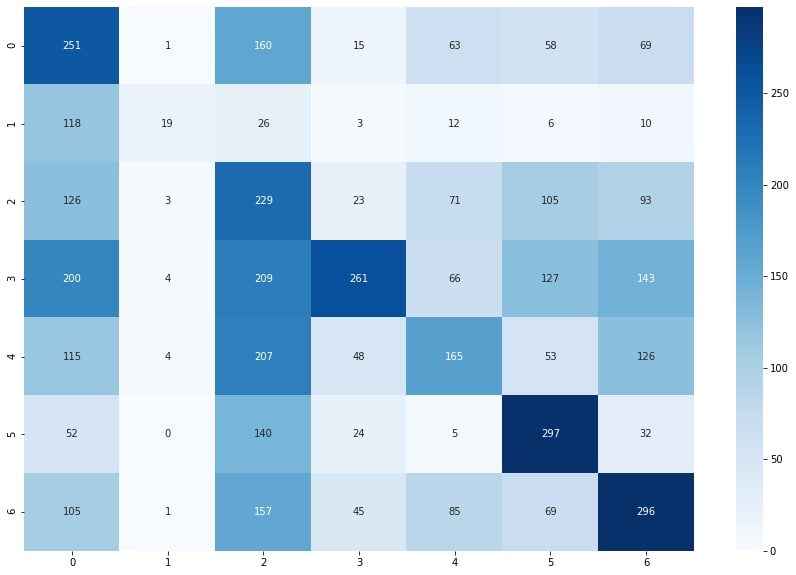 0 251 1 160 15 63 58 69
1 118 19 26 3 12 6 10
2 126 3 229 23 71 105 93
3 200 4 209 261 66 127 143
4 115 4 207 48 165 53 126
5 52 0 140 24 5 297 32
6 105 1 157 45 85 69 296
0 1 2 3 4 5 6
250
200
150
100
50
0